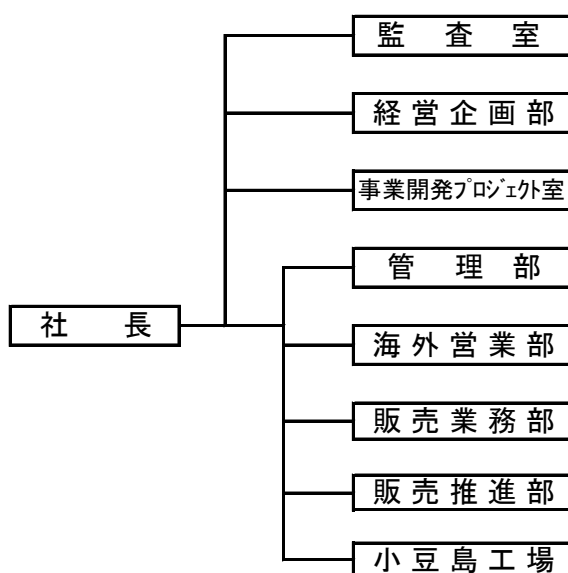 監査室
経営企画部
事業開発ﾌﾟﾛｼﾞｪｸﾄ室
管理部
社長
海外営業部
販売業務部
販売推進部
小豆島工場